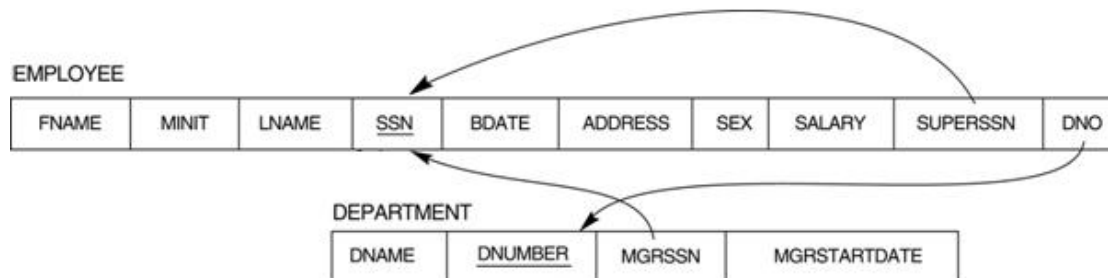 EMPLOYEE
FNAME MINIT LNAME SSN BDATE ADDRESS SEX SALARY SUPERSSN DNO
DEPARTMENT
DNAME DNUMBER MGRSSN MGRSTARTDATE